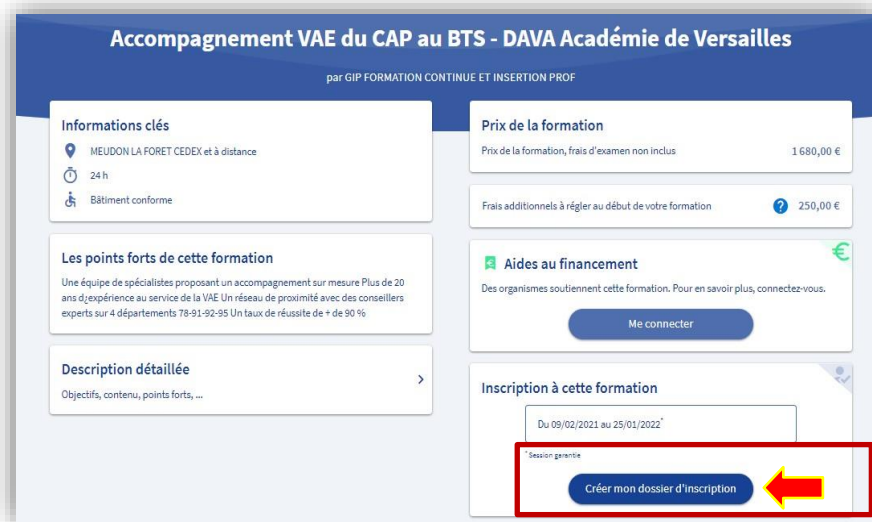 Accompagnement VAE du CAP au BTS - DAVA Académie de Versailles
par GIP FORMATION CONTINUE ET INSERTION PROF
Informations clés
MEUDON LA FORET CEDEX et à distance
24 h
Bâtiment conforme
Les points forts de cette formation
Une équipe de spécialistes proposant un accompagnement sur mesure Plus de 20
ans d¿expérience au service de la VAE Un réseau de proximité avec des conseillers
experts sur 4 départements 78-91-92-95 Un taux de réussite de + de 90 %
Description détaillée
Objectifs, contenu, points forts, ...
Prix de la formation
Prix de la formation, frais d'examen non inclus 1 680,00 €
Frais additionnels à régler au début de votre formation ? 250,00 €
€
Aides au financement
Des organismes soutiennent cette formation. Pour en savoir plus, connectez-vous.
Me connecter
Inscription à cette formation
Du 09/02/2021 au 25/01/2022*
*Session garantie
Créer mon dossier d'inscription